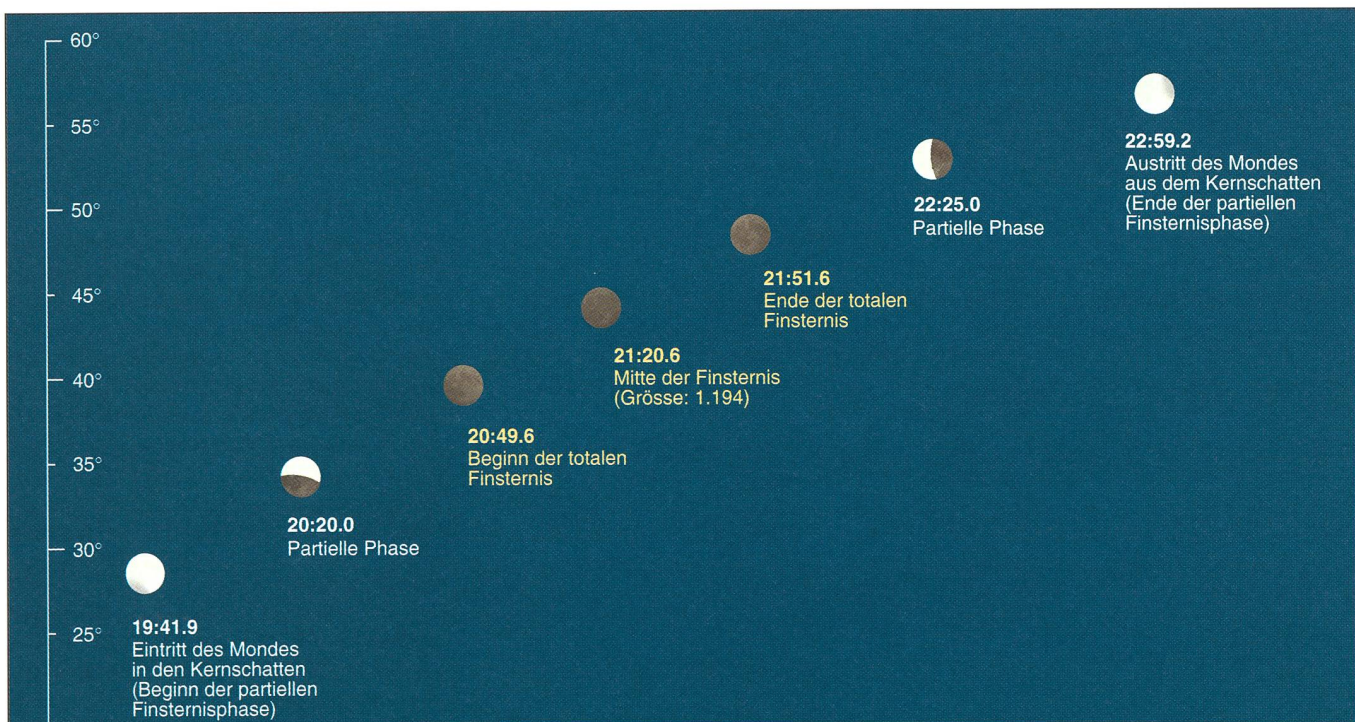 60°
55°
50°
45°
40°
35°
30°
25°
19:41.9
Eintritt des Mondes
in den Kernschatten
(Beginn der partiellen
Finsternisphase)
20:20.0
Partielle Phase
20:49.6
Beginn der totalen
Finsternis
21:20.6
Mitte der Finsternis
(Grösse: 1.194)
21:51.6
Ende der totalen
Finsternis
22:25.0
Partielle Phase
22:59.2
Austritt des Mondes
aus dem Kernschatten
(Ende der partiellen
Finsternisphase)